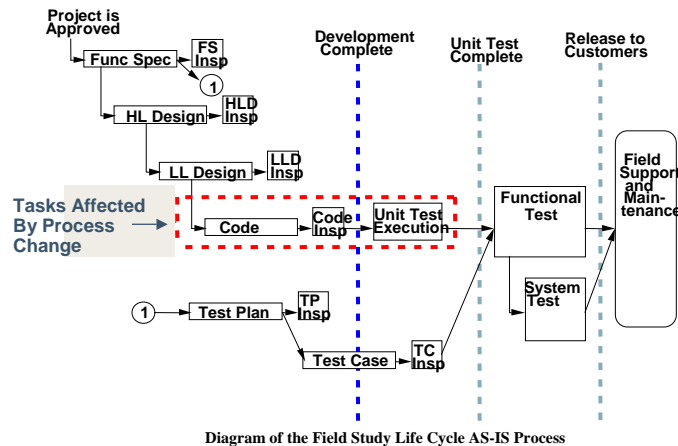 Project is
Approved
Func Spec
FS
Insp
1
HL Design
HLD
Insp
LL Design
LLD
Insp
Tasks Affected
By Process
Change
Code
Code
Insp
Unit Test
Execution
Development
Complete
Unit Test
Complete
Release to
Customers
Functional
Test
System
Test
Field
Support
and
Main-
tenance
1
Test Plan
TP
Insp
Test Case
TC
Insp
Diagram of the Field Study Life Cycle AS-IS Process